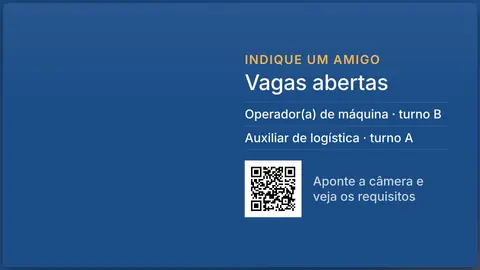 INDIQUE UM AMIGO
Vagas abertas
Operador(a) de máquina · turno B
Auxiliar de logística · turno A
Aponte a câmera e
veja os requisitos